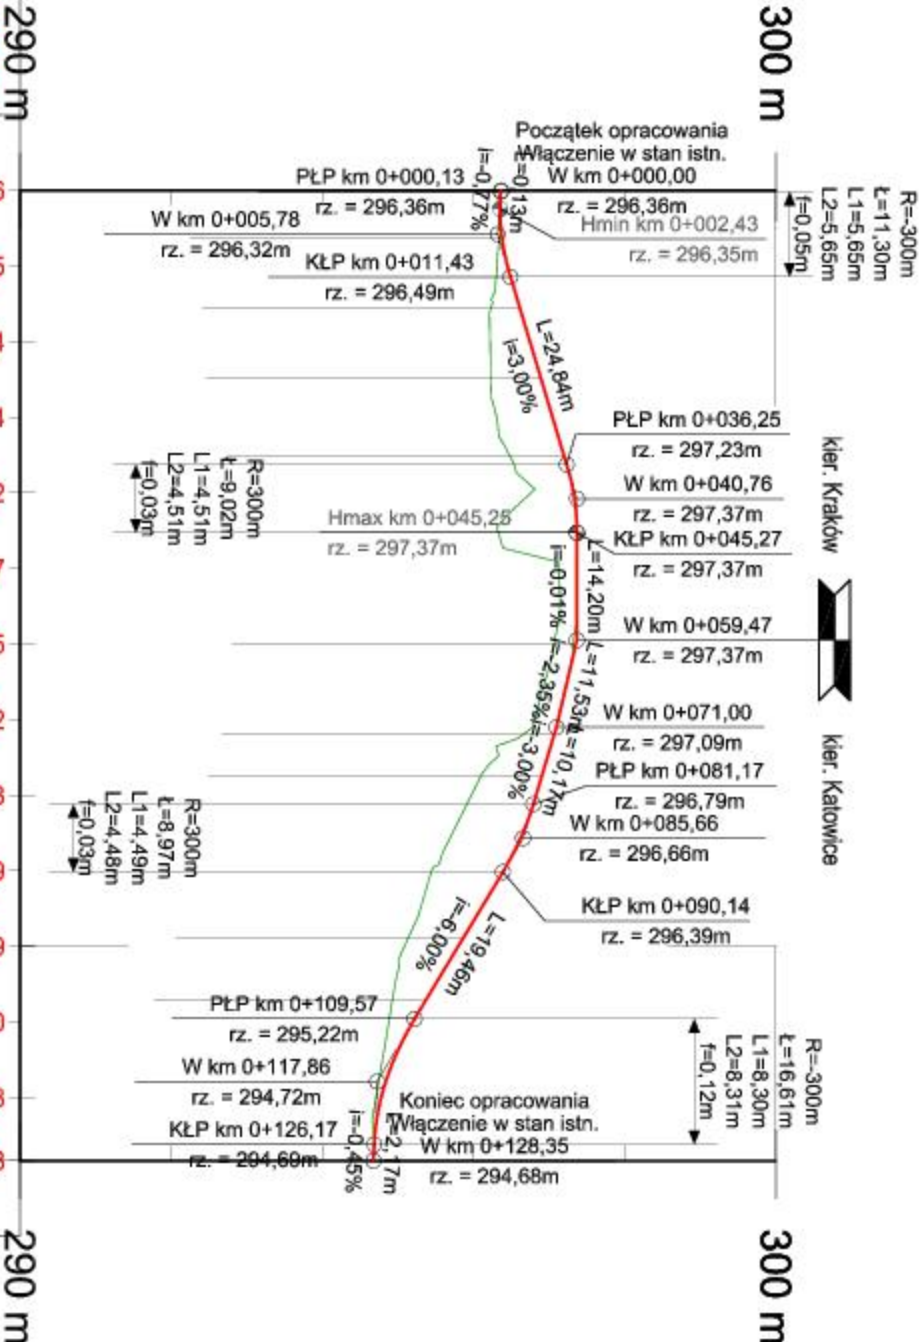 290 m
300 m
Początek opracowania
Włączenie w stan istn.
W km 0+000,00
rz. = 296,36m
PŁP km 0+000,13
rz. = 296,36m
i=-0,77%
L=0,13m
Hmin km 0+002,43
rz. = 296,35m
W km 0+005,78
rz. = 296,32m
KŁP km 0+011,43
rz. = 296,49m
R=-300m
Ł=11,30m
L1=5,65m
L2=5,65m
f=0,05m
L=24,84m
i=3,00%
PŁP km 0+036,25
rz. = 297,23m
W km 0+040,76
rz. = 297,37m
Hmax km 0+045,25
rz. = 297,37m
KŁP km 0+045,27
rz. = 297,37m
R=300m
Ł=9,02m
L1=4,51m
L2=4,51m
f=0,03m
kier. Kraków
L=14,20m
i=-0,01%
W km 0+059,47
rz. = 297,37m
L=11,53m
i=-2,35%
W km 0+071,00
rz. = 297,09m
L=10,17m
i=-3,00%
kier. Katowice
PŁP km 0+081,17
rz. = 296,79m
W km 0+085,66
rz. = 296,66m
KŁP km 0+090,14
rz. = 296,39m
R=300m
Ł=8,97m
L1=4,49m
L2=4,48m
f=0,03m
L=19,46m
i=-6,00%
PŁP km 0+109,57
rz. = 295,22m
W km 0+117,86
rz. = 294,72m
KŁP km 0+126,17
rz. = 294,69m
R=-300m
Ł=16,61m
L1=8,30m
L2=8,31m
f=0,12m
Koniec opracowania
Włączenie w stan istn.
W km 0+128,35
rz. = 294,68m
L=2,17m
i=-0,45%
290 m
300 m